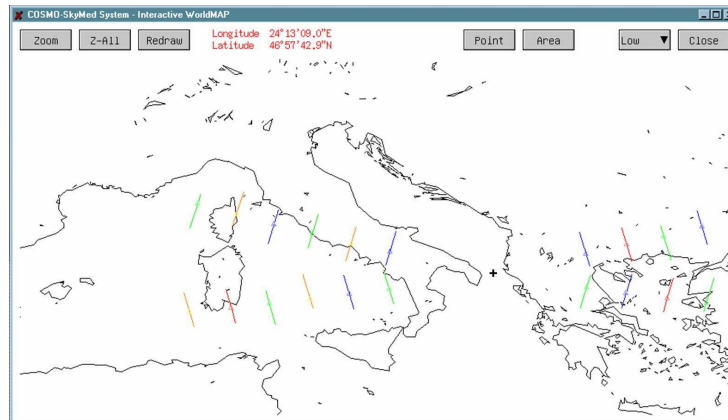 COSMO-SkyMed System - Interactive WorldMAP
Zoom Z-All Redraw Longitude 24°13'09.0"E Point Area Low Close
Latitude 46°57'42.9"N